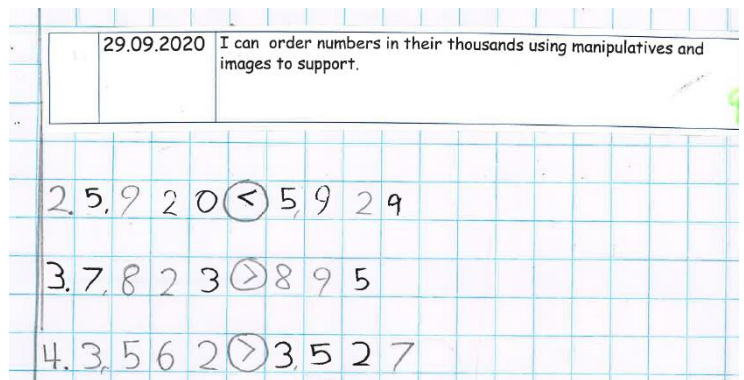 29.09.2020 I can order numbers in their thousands using manipulatives and
images to support.
2. 5,920 < 5,929
3. 7,823 > 895
4. 3,562 > 3,527